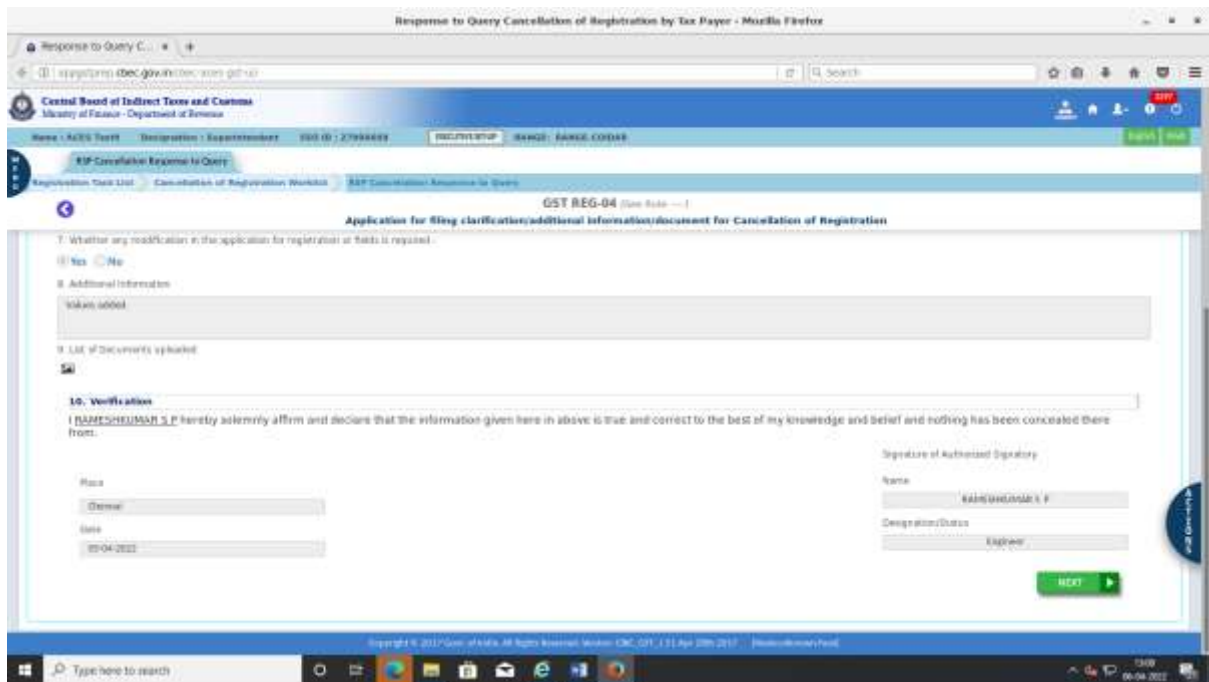 Response to Query Cancellation of Registration by Tax Payer - Mozilla Firefox
Response to Query C...
cbec.gov.in
Search
Central Board of Indirect Taxes and Customs
Ministry of Finance - Department of Revenue
Name : ACES Designation : Superintendent
RSP Cancellation Response to Query
Registration Task List Cancellation of Registration Worklist RSP Cancellation Response to Query
GST REG-04 (See Rule ---)
Application for filing clarification/additional information/document for Cancellation of Registration
7. Whether any modification in the application for registration or fields is required -
Yes No
8. Additional Information
Values added
9. List of Documents uploaded
10. Verification
I RAMESHKUMAR S P hereby solemnly affirm and declare that the information given here in above is true and correct to the best of my knowledge and belief and nothing has been concealed there
from.
Signature of Authorized Signatory
Place
Name
Chennai
RAMESHKUMAR S P
Date
Designation/Status
-04-2022
Engineer
MENU
ACTIONS
NEXT
Type here to search
13:09
06-04-2022